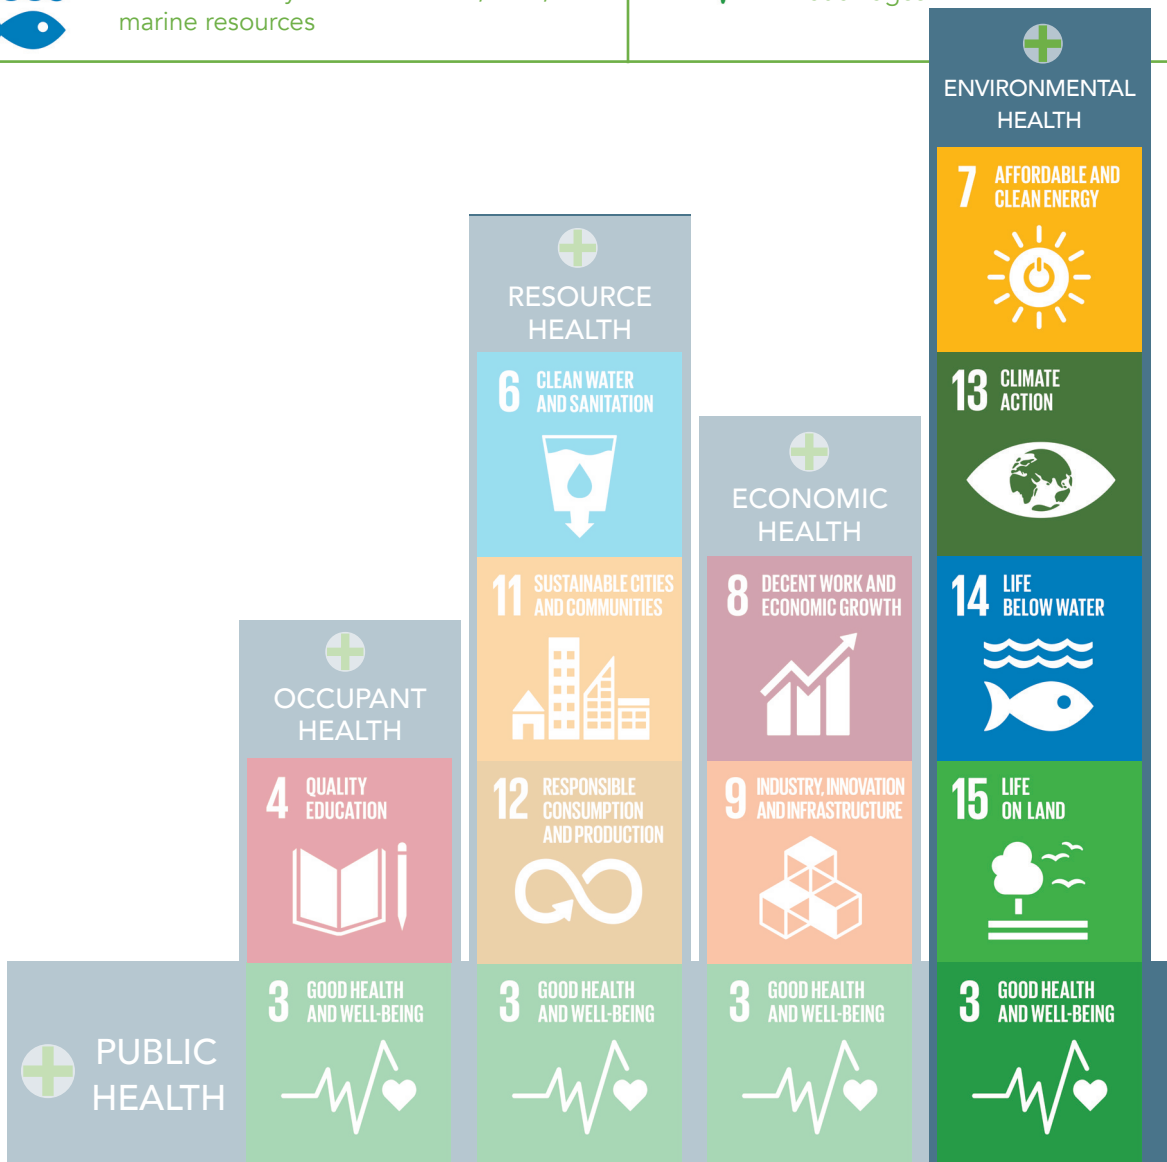 marine resources
ENVIRONMENTAL
HEALTH
7 AFFORDABLE AND
CLEAN ENERGY
13 CLIMATE
ACTION
14 LIFE
BELOW WATER
15 LIFE
ON LAND
3 GOOD HEALTH
AND WELL-BEING
RESOURCE
HEALTH
6 CLEAN WATER
AND SANITATION
11 SUSTAINABLE CITIES
AND COMMUNITIES
12 RESPONSIBLE
CONSUMPTION
AND PRODUCTION
3 GOOD HEALTH
AND WELL-BEING
ECONOMIC
HEALTH
8 DECENT WORK AND
ECONOMIC GROWTH
9 INDUSTRY, INNOVATION
AND INFRASTRUCTURE
3 GOOD HEALTH
AND WELL-BEING
OCCUPANT
HEALTH
4 QUALITY
EDUCATION
3 GOOD HEALTH
AND WELL-BEING
PUBLIC
HEALTH